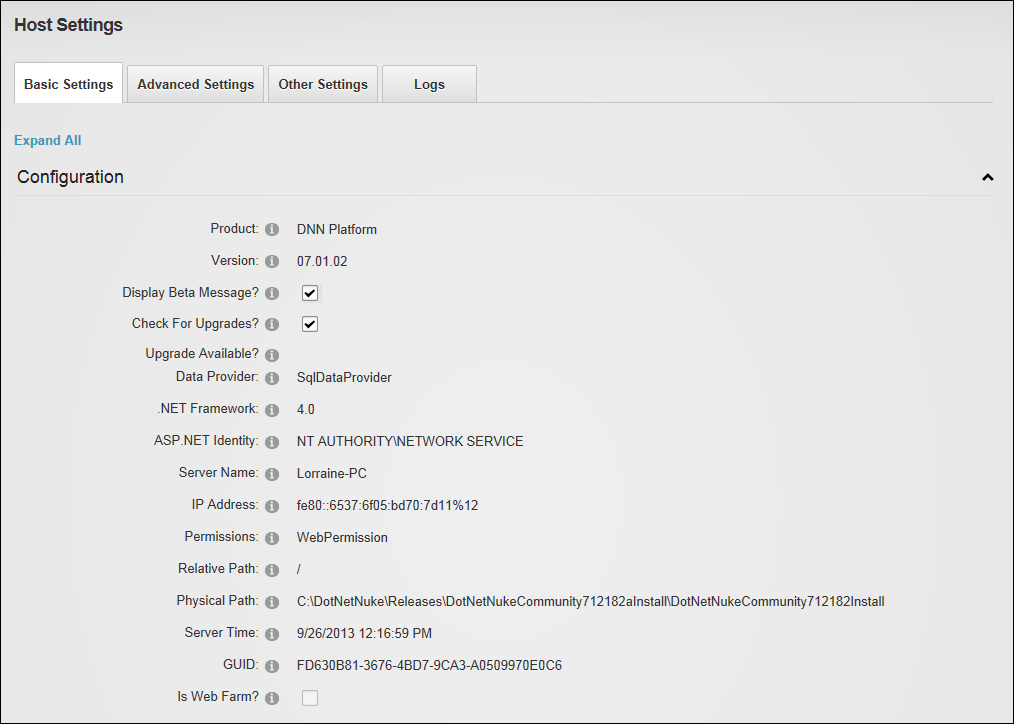 Host Settings
Basic Settings Advanced Settings Other Settings Logs
Expand All
Configuration
Product: DNN Platform
Version: 07.01.02
Display Beta Message?
Check For Upgrades?
Upgrade Available?
Data Provider: SqlDataProvider
.NET Framework: 4.0
ASP.NET Identity: NT AUTHORITY\NETWORK SERVICE
Server Name: Lorraine-PC
IP Address: fe80::6537:6f05:bd70:7d11%12
Permissions: WebPermission
Relative Path: /
Physical Path: C:\DotNetNuke\Releases\DotNetNukeCommunity712182aInstall\DotNetNukeCommunity712182Install
Server Time: 9/26/2013 12:16:59 PM
GUID: FD630B81-3676-4BD7-9CA3-A0509970E0C6
Is Web Farm?